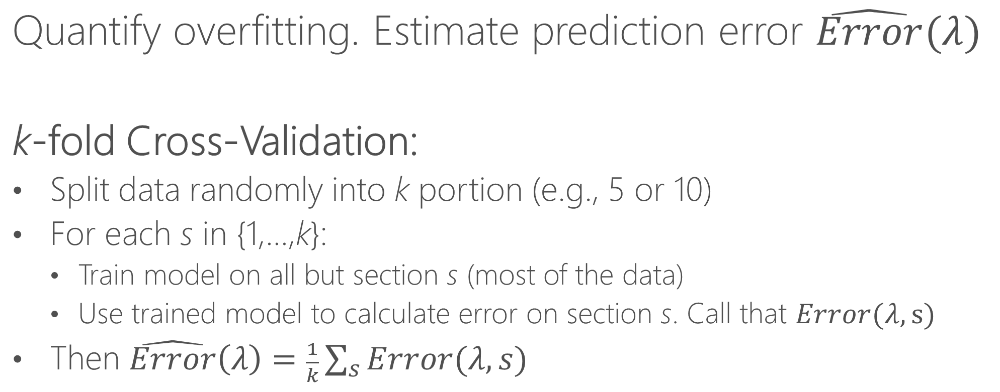 Quantify overfitting. Estimate prediction error $\widehat{Error}(\lambda)$
k-fold Cross-Validation:
• Split data randomly into k portion (e.g., 5 or 10)
• For each s in {1,...,k}:
• Train model on all but section s (most of the data)
• Use trained model to calculate error on section s. Call that $Error(\lambda, s)$
• Then $\widehat{Error}(\lambda) = \frac{1}{k}\sum_s Error(\lambda, s)$